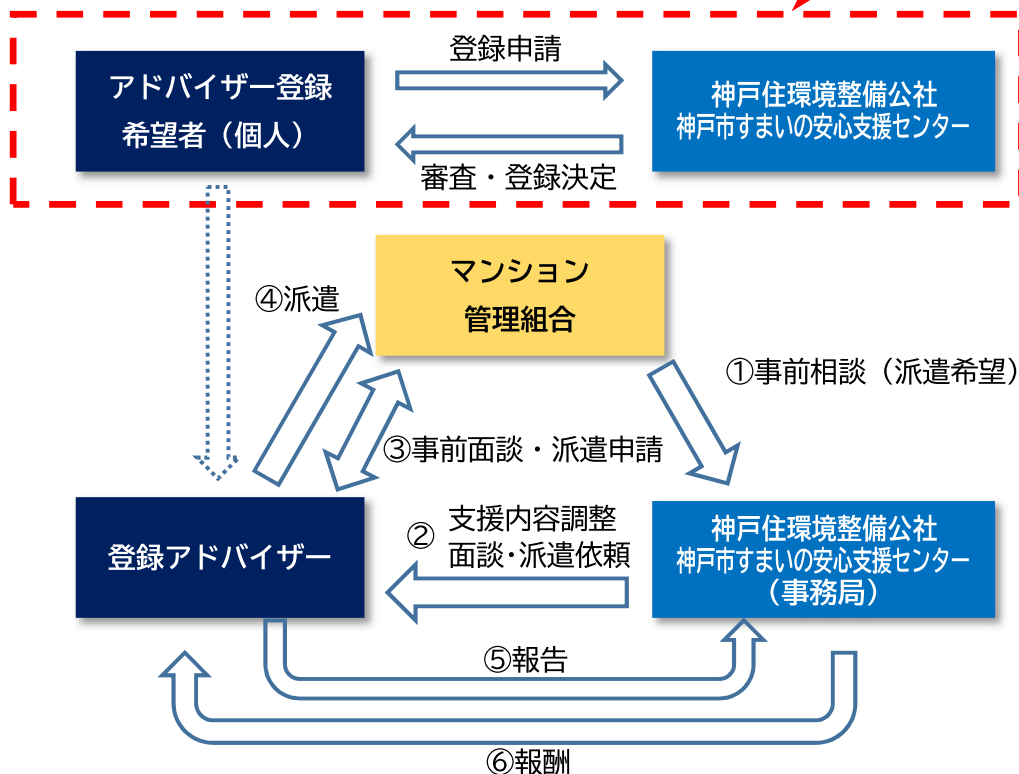 登録申請
アドバイザー登録
希望者（個人）
神戸住環境整備公社
神戸市すまいの安心支援センター
審査・登録決定
マンション
管理組合
④派遣
①事前相談（派遣希望）
③事前面談・派遣申請
②
支援内容調整
面談･派遣依頼
登録アドバイザー
神戸住環境整備公社
神戸市すまいの安心支援センター
（事務局）
⑤報告
⑥報酬